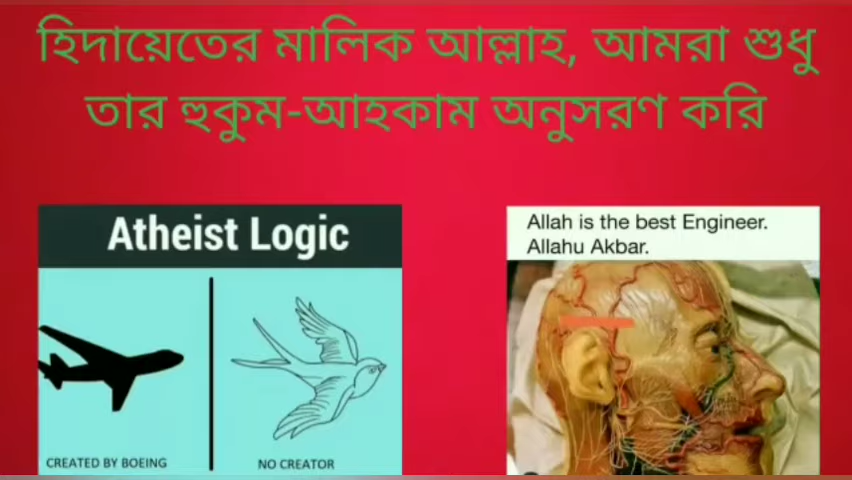 হিদায়েতের মালিক আল্লাহ, আমরা শুধু
তার হুকুম-আহকাম অনুসরণ করি
Atheist Logic
CREATED BY BOEING
NO CREATOR
Allah is the best Engineer.
Allahu Akbar.